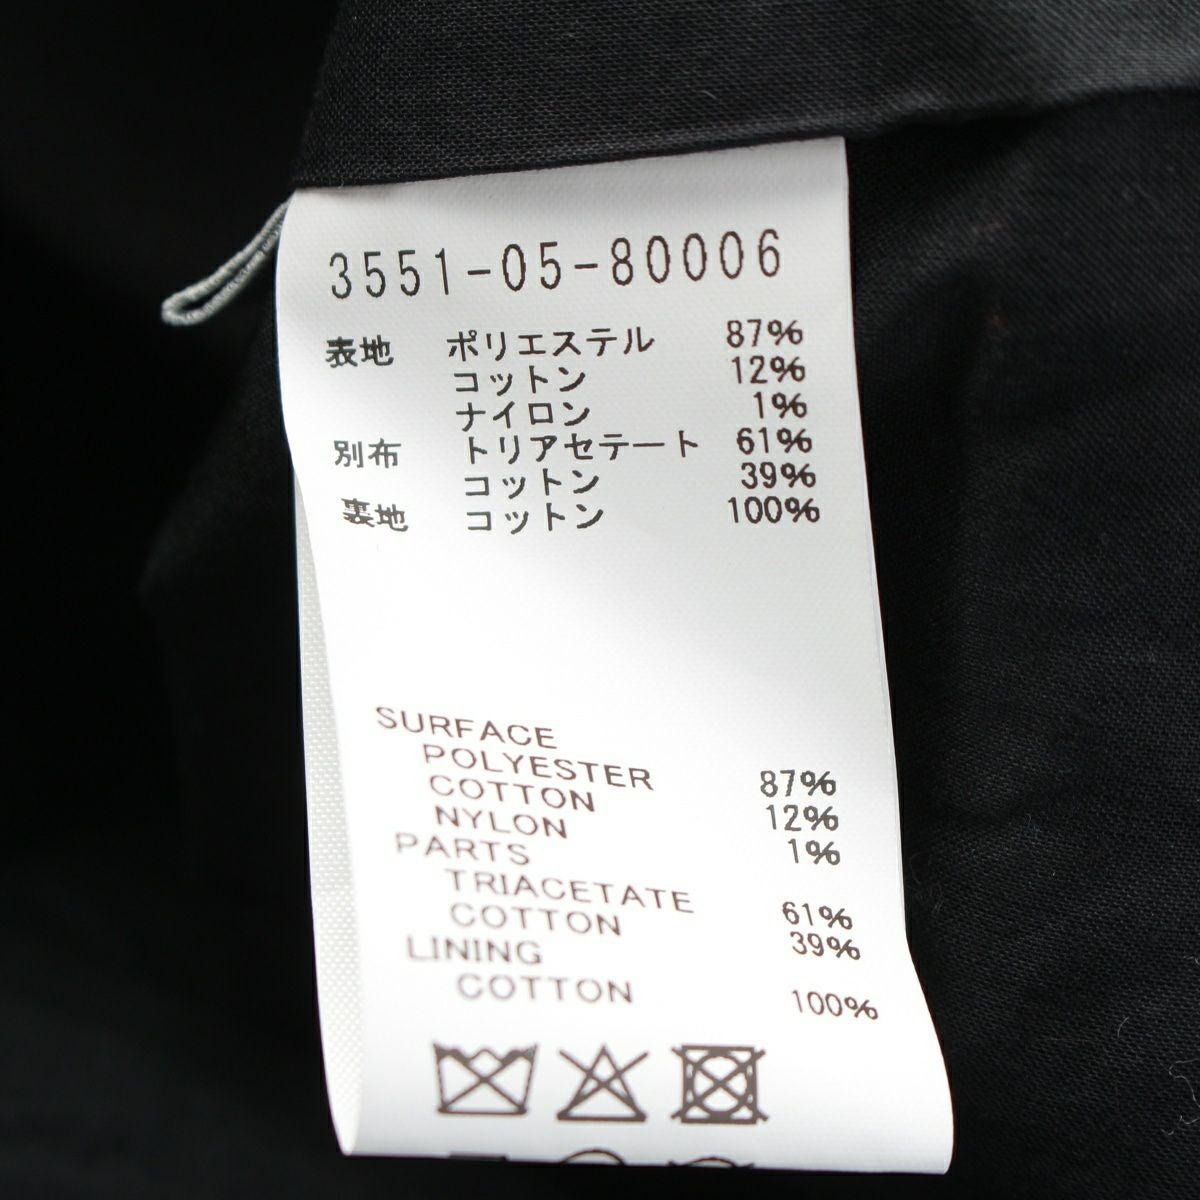 3551-05-80006
表地 ポリエステル 87%
コットン 12%
ナイロン 1%
別布 トリアセテート 61%
コットン 39%
裏地 コットン 100%
SURFACE
POLYESTER 87%
COTTON 12%
NYLON 1%
PARTS
TRIACETATE 61%
COTTON 39%
LINING
COTTON 100%